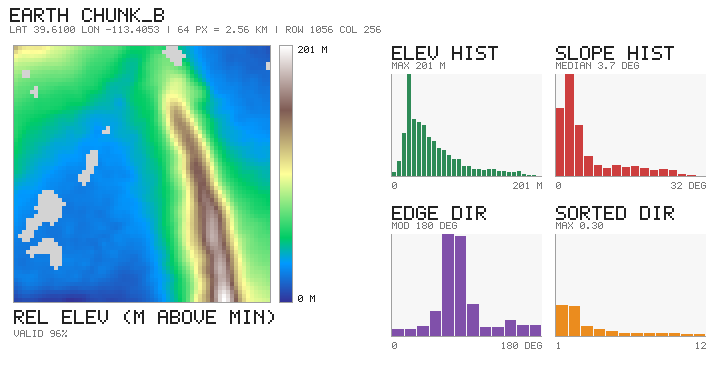 EARTH CHUNK_B
LAT 39.6100 LON -113.4053 | 64 PX = 2.56 KM | ROW 1056 COL 256
201 M
0 M
REL ELEV (M ABOVE MIN)
VALID 96%
ELEV HIST
MAX 201 M
0 201 M
SLOPE HIST
MEDIAN 3.7 DEG
0 32 DEG
EDGE DIR
MOD 180 DEG
0 180 DEG
SORTED DIR
MAX 0.30
1 12